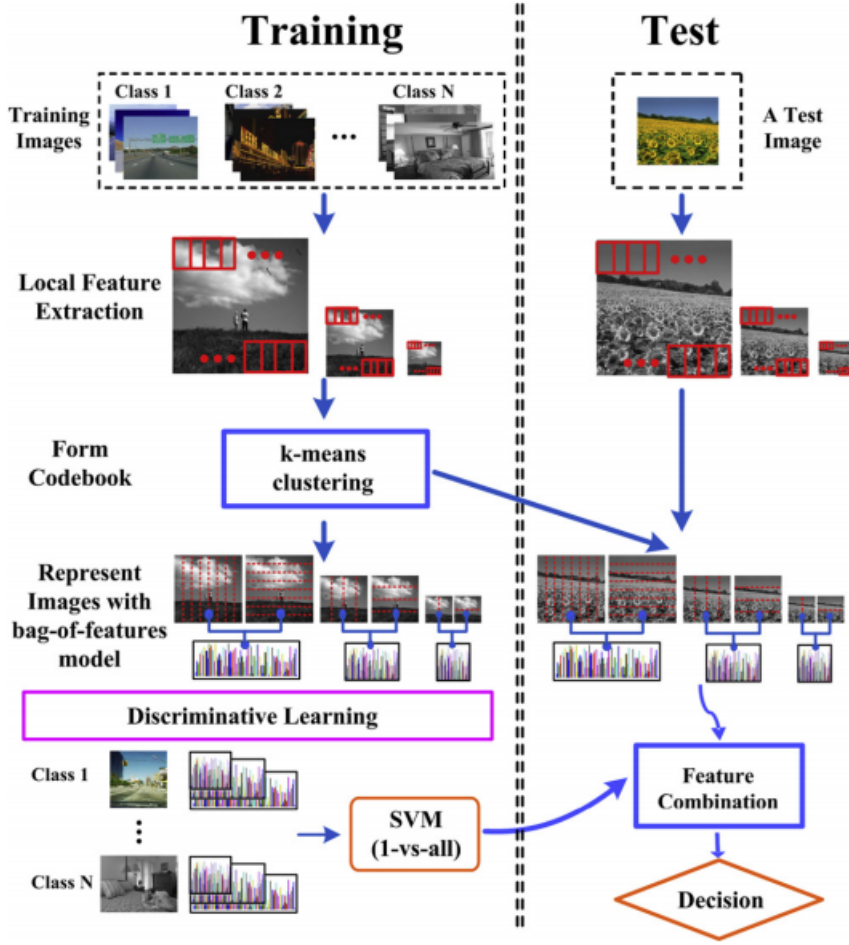 Training
Test
Class 1
Class 2
Class N
Training
Images
A Test
Image
Local Feature
Extraction
Form
Codebook
k-means
clustering
Represent
Images with
bag-of-features
model
Discriminative Learning
Class 1
Class N
SVM
(1-vs-all)
Feature
Combination
Decision